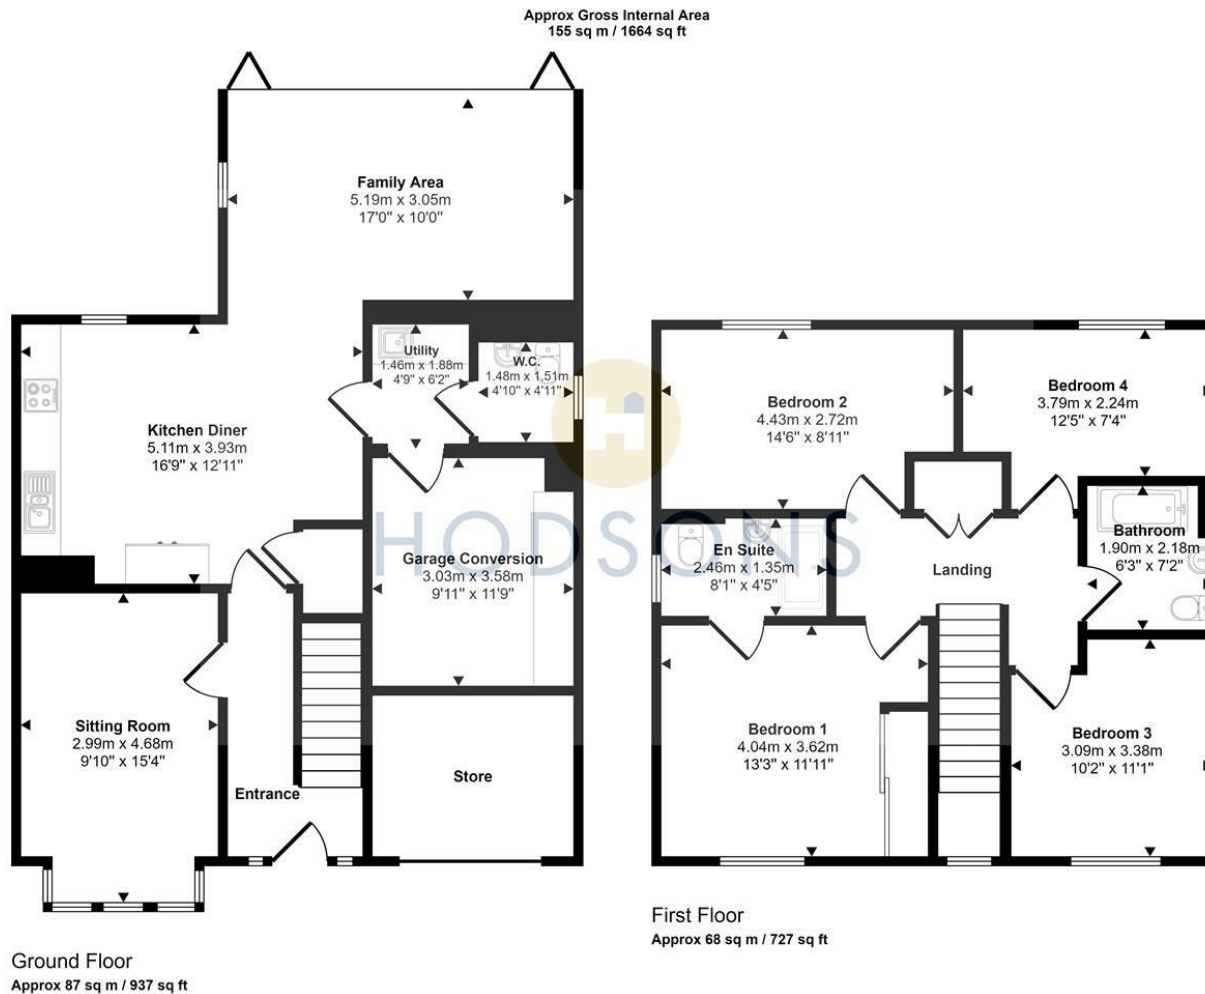 Approx Gross Internal Area
155 sq m / 1664 sq ft
Family Area
5.19m x 3.05m
17'0" x 10'0"
Utility
1.46m x 1.88m
4'9" x 6'2"
W.C.
1.48m x 1.51m
4'10" x 4'11"
Kitchen Diner
5.11m x 3.93m
16'9" x 12'11"
Garage Conversion
3.03m x 3.58m
9'11" x 11'9"
Sitting Room
2.99m x 4.68m
9'10" x 15'4"
Entrance
Store
Ground Floor
Approx 87 sq m / 937 sq ft
HODSONS
Bedroom 2
4.43m x 2.72m
14'6" x 8'11"
Bedroom 4
3.79m x 2.24m
12'5" x 7'4"
En Suite
2.46m x 1.35m
8'1" x 4'5"
Landing
Bathroom
1.90m x 2.18m
6'3" x 7'2"
Bedroom 1
4.04m x 3.62m
13'3" x 11'11"
Bedroom 3
3.09m x 3.38m
10'2" x 11'1"
First Floor
Approx 68 sq m / 727 sq ft